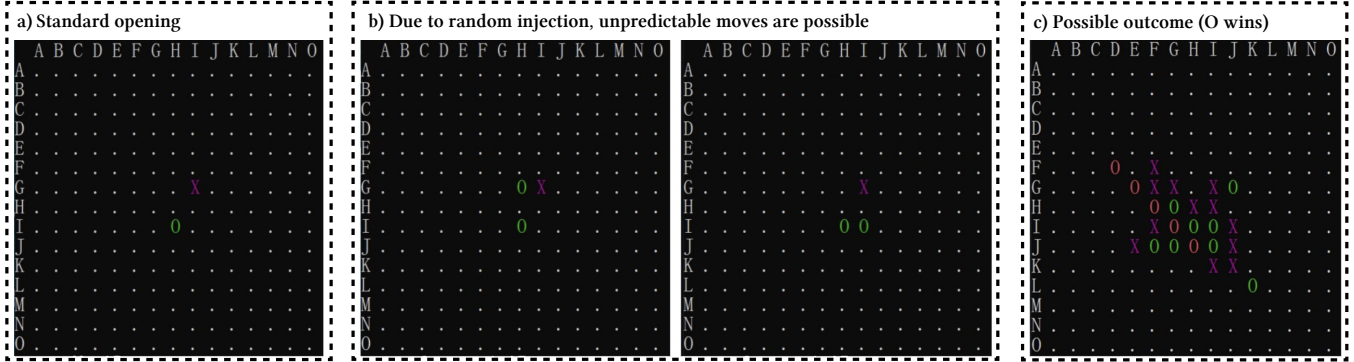 a) Standard opening
A B C D E F G H I J K L M N O
A . . . . . . . . . . . . . . .
B . . . . . . . . . . . . . . .
C . . . . . . . . . . . . . . .
D . . . . . . . . . . . . . . .
E . . . . . . . . . . . . . . .
F . . . . . . . . . . . . . . .
G . . . . . . . . X . . . . . .
H . . . . . . . . . . . . . . .
I . . . . . . . O . . . . . . .
J . . . . . . . . . . . . . . .
K . . . . . . . . . . . . . . .
L . . . . . . . . . . . . . . .
M . . . . . . . . . . . . . . .
N . . . . . . . . . . . . . . .
O . . . . . . . . . . . . . . .
b) Due to random injection, unpredictable moves are possible
A B C D E F G H I J K L M N O
A . . . . . . . . . . . . . . .
B . . . . . . . . . . . . . . .
C . . . . . . . . . . . . . . .
D . . . . . . . . . . . . . . .
E . . . . . . . . . . . . . . .
F . . . . . . . . . . . . . . .
G . . . . . . . O X . . . . . .
H . . . . . . . . . . . . . . .
I . . . . . . . O . . . . . . .
J . . . . . . . . . . . . . . .
K . . . . . . . . . . . . . . .
L . . . . . . . . . . . . . . .
M . . . . . . . . . . . . . . .
N . . . . . . . . . . . . . . .
O . . . . . . . . . . . . . . .
A B C D E F G H I J K L M N O
A . . . . . . . . . . . . . . .
B . . . . . . . . . . . . . . .
C . . . . . . . . . . . . . . .
D . . . . . . . . . . . . . . .
E . . . . . . . . . . . . . . .
F . . . . . . . . . . . . . . .
G . . . . . . . . X . . . . . .
H . . . . . . . . . . . . . . .
I . . . . . . . O O . . . . . .
J . . . . . . . . . . . . . . .
K . . . . . . . . . . . . . . .
L . . . . . . . . . . . . . . .
M . . . . . . . . . . . . . . .
N . . . . . . . . . . . . . . .
O . . . . . . . . . . . . . . .
c) Possible outcome (O wins)
A B C D E F G H I J K L M N O
A . . . . . . . . . . . . . . .
B . . . . . . . . . . . . . . .
C . . . . . . . . . . . . . . .
D . . . . . . . . . . . . . . .
E . . . . . . . . . . . . . . .
F . . . O . X . . . . . . . . .
G . . . . O X X . X O . . . . .
H . . . . . O O X X . . . . . .
I . . . . . X O O O X . . . . .
J . . . . X O O O O X . . . . .
K . . . . . . . . X X . . . . .
L . . . . . . . . . . O . . . .
M . . . . . . . . . . . . . . .
N . . . . . . . . . . . . . . .
O . . . . . . . . . . . . . . .